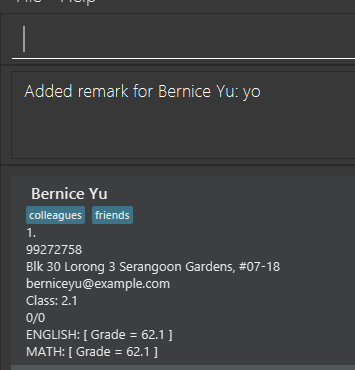 File Help
Added remark for Bernice Yu: yo
Bernice Yu
colleagues friends
1.
99272758
Blk 30 Lorong 3 Serangoon Gardens, #07-18
berniceyu@example.com
Class: 2.1
0/0
ENGLISH: [ Grade = 62.1 ]
MATH: [ Grade = 62.1 ]